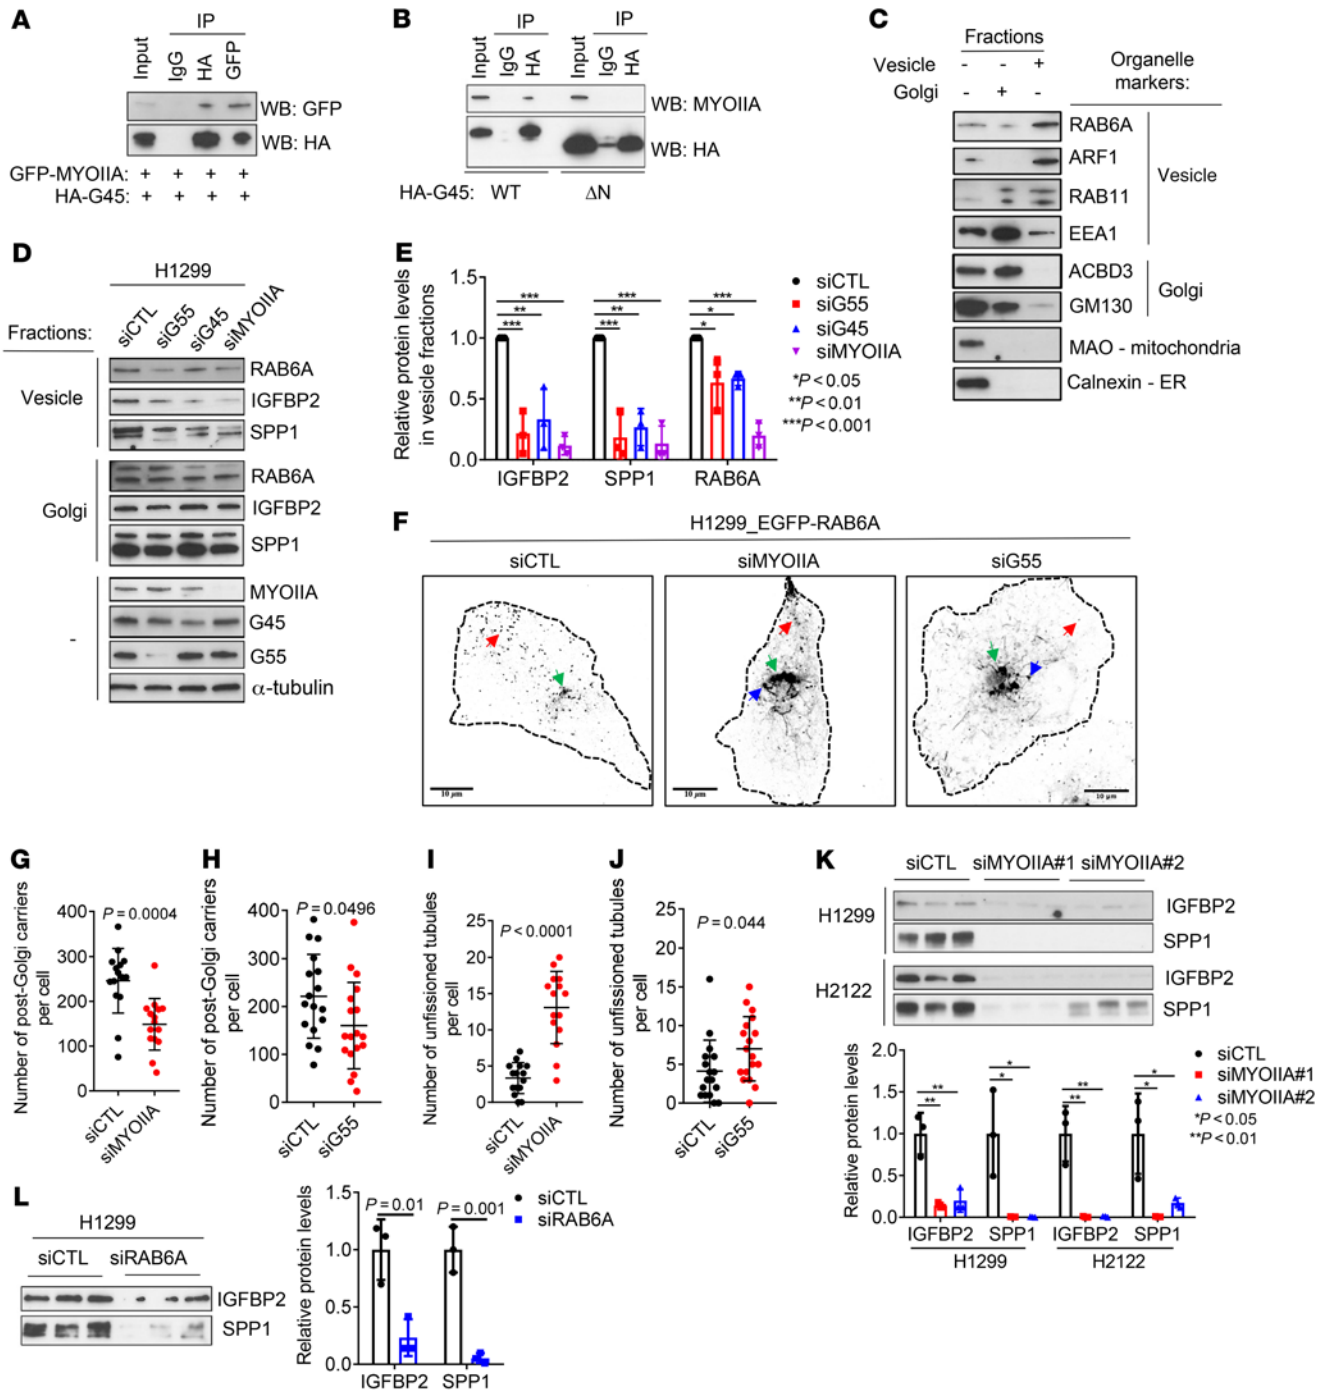 A
IP
Input
IgG
HA
GFP
WB: GFP
WB: HA
GFP-MYOIIA: + + + +
HA-G45: + + + +
B
IP IP
Input
IgG
HA
Input
IgG
HA
WB: MYOIIA
WB: HA
HA-G45: WT ΔN
C
Fractions
Vesicle - - +
Golgi - + -
Organelle
markers:
RAB6A
ARF1
RAB11
EEA1
Vesicle
ACBD3
GM130
Golgi
MAO - mitochondria
Calnexin - ER
D
H1299
Fractions:
siCTL
siG55
siG45
siMYOIIA
Vesicle
RAB6A
IGFBP2
SPP1
Golgi
RAB6A
IGFBP2
SPP1
-
MYOIIA
G45
G55
α-tubulin
E
Relative protein levels
in vesicle fractions
1.5
1.0
0.5
0.0
*** *** ***
** ** *
*** *** *
IGFBP2 SPP1 RAB6A
siCTL
siG55
siG45
siMYOIIA
*P < 0.05
**P < 0.01
***P < 0.001
F
H1299_EGFP-RAB6A
siCTL siMYOIIA siG55
10 µm 10 µm 10 µm
G
Number of post-Golgi carriers
per cell
P = 0.0004
400
300
200
100
0
siCTL
siMYOIIA
H
Number of post-Golgi carriers
per cell
P = 0.0496
400
300
200
100
0
siCTL
siG55
I
Number of unfissioned tubules
per cell
P < 0.0001
25
20
15
10
5
0
siCTL
siMYOIIA
J
Number of unfissioned tubules
per cell
P = 0.044
25
20
15
10
5
0
siCTL
siG55
K
siCTL siMYOIIA#1 siMYOIIA#2
H1299
IGFBP2
SPP1
H2122
IGFBP2
SPP1
Relative protein levels
2.0
1.5
1.0
0.5
0.0
** * ** *
** * ** *
IGFBP2 SPP1 IGFBP2 SPP1
H1299 H2122
siCTL
siMYOIIA#1
siMYOIIA#2
*P < 0.05
**P < 0.01
L
H1299
siCTL siRAB6A
IGFBP2
SPP1
Relative protein levels
1.5
1.0
0.5
0.0
P = 0.01 P = 0.001
IGFBP2 SPP1
siCTL
siRAB6A